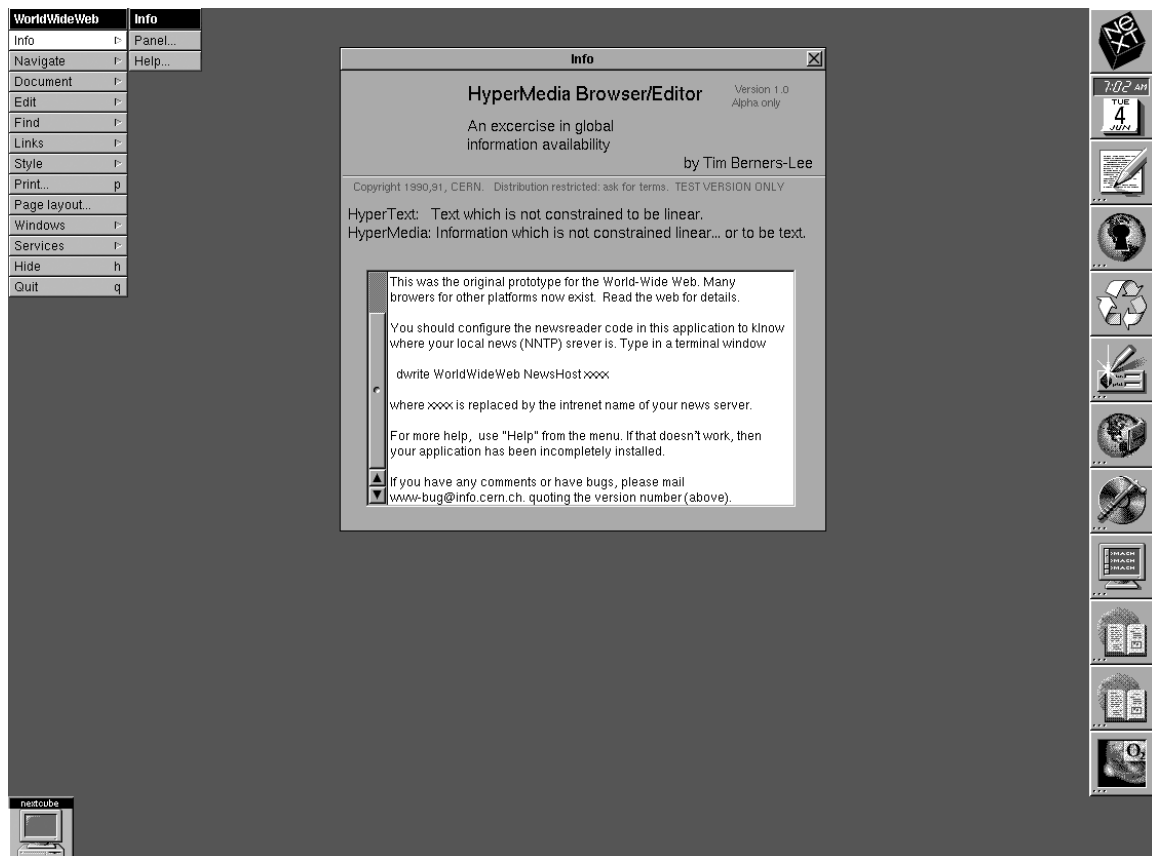 WorldWideWeb
Info
Navigate
Document
Edit
Find
Links
Style
Print... p
Page layout...
Windows
Services
Hide h
Quit q
Info
Panel...
Help...
Info
HyperMedia Browser/Editor
Version 1.0
Alpha only
An excercise in global
information availability
by Tim Berners-Lee
Copyright 1990,91, CERN. Distribution restricted: ask for terms. TEST VERSION ONLY
HyperText: Text which is not constrained to be linear.
HyperMedia: Information which is not constrained linear... or to be text.
This was the original prototype for the World-Wide Web. Many
browers for other platforms now exist. Read the web for details.
You should configure the newsreader code in this application to klnow
where your local news (NNTP) srever is. Type in a terminal window
dwrite WorldWideWeb NewsHost xxxx
where xxxx is replaced by the intrenet name of your news server.
For more help, use "Help" from the menu. If that doesn't work, then
your application has been incompletely installed.
If you have any comments or have bugs, please mail
www-bug@info.cern.ch. quoting the version number (above).
NeXT
7:02 AM
TUE
4
JUN
>MACH
>MACH
>MACH
O2
nextcube